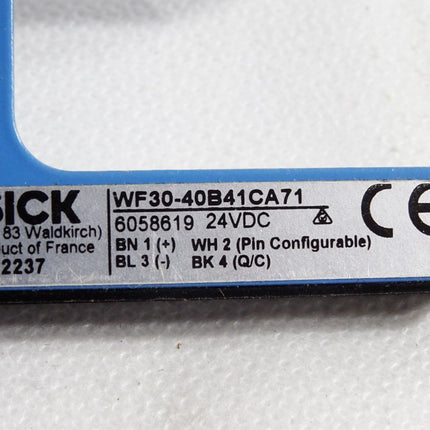 SICK
WF30-40B41CA71
6058619 24VDC
83 Waldkirch)
of France
2237
BN 1 (+) WH 2 (Pin Configurable)
BL 3 (-) BK 4 (Q/C)
CE